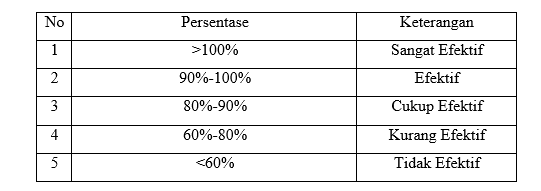 No Persentase Keterangan
1 >100% Sangat Efektif
2 90%-100% Efektif
3 80%-90% Cukup Efektif
4 60%-80% Kurang Efektif
5 <60% Tidak Efektif